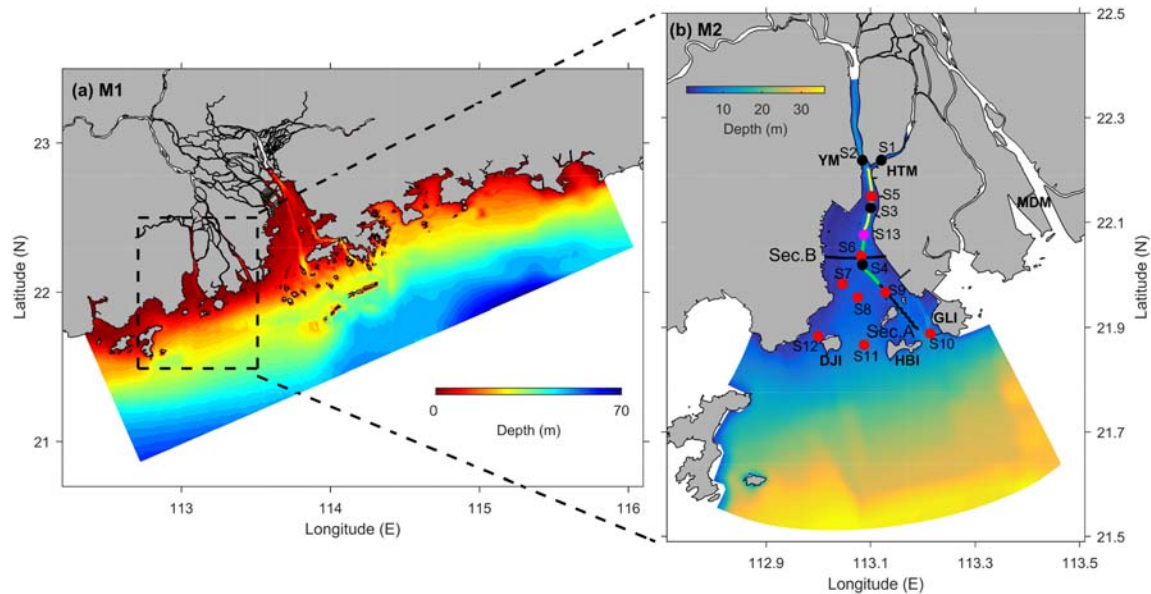 (a) M1
23
22
21
Latitude (N)
113
114
115
116
Longitude (E)
0
70
Depth (m)
(b) M2
10
20
30
Depth (m)
S2
S1
YM
HTM
S5
S3
MDM
S13
S6
Sec.B
S4
S7
S9
S8
GLI
Sec.A
S12
S10
DJI
S11
HBI
22.5
22.3
22.1
21.9
21.7
21.5
Latitude (N)
112.9
113.1
113.3
113.5
Longitude (E)